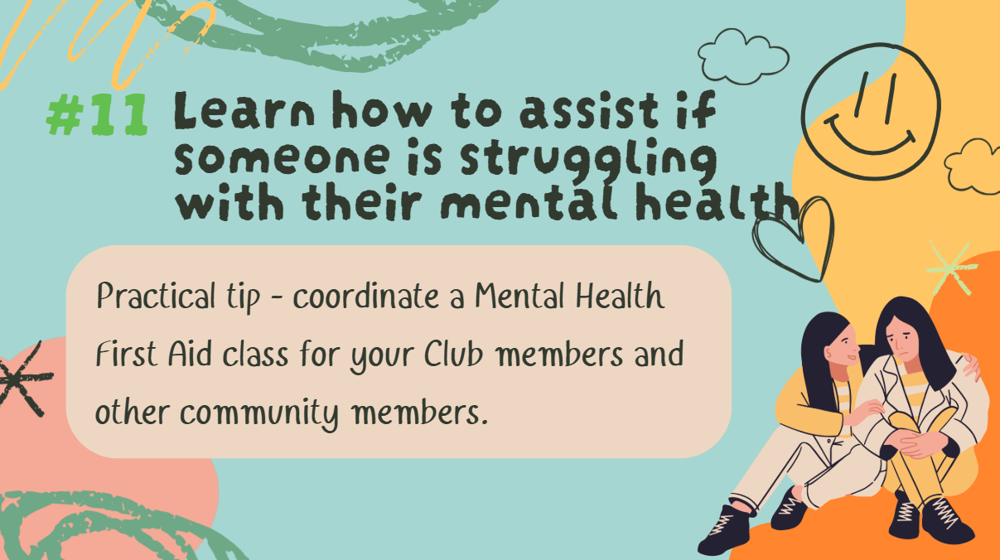 #11 Learn how to assist if
someone is struggling
with their mental health
Practical tip - coordinate a Mental Health
First Aid class for your Club members and
other community members.